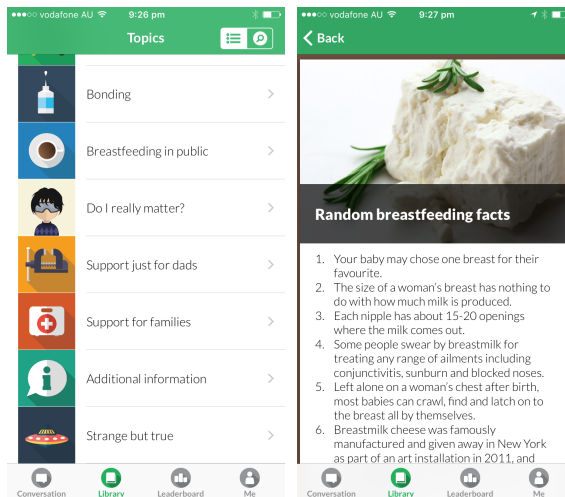 vodafone AU 9:26 pm
Topics
Bonding
Breastfeeding in public
Do I really matter?
Support just for dads
Support for families
Additional information
Strange but true
Conversation Library Leaderboard Me
vodafone AU 9:27 pm
Back
Random breastfeeding facts
1. Your baby may chose one breast for their
favourite.
2. The size of a woman's breast has nothing to
do with how much milk is produced.
3. Each nipple has about 15-20 openings
where the milk comes out.
4. Some people swear by breastmilk for
treating any range of ailments including
conjunctivitis, sunburn and blocked noses.
5. Left alone on a woman's chest after birth,
most babies can crawl, find and latch on to
the breast all by themselves.
6. Breastmilk cheese was famously
manufactured and given away in New York
as part of an art installation in 2011, and
Conversation Library Leaderboard Me